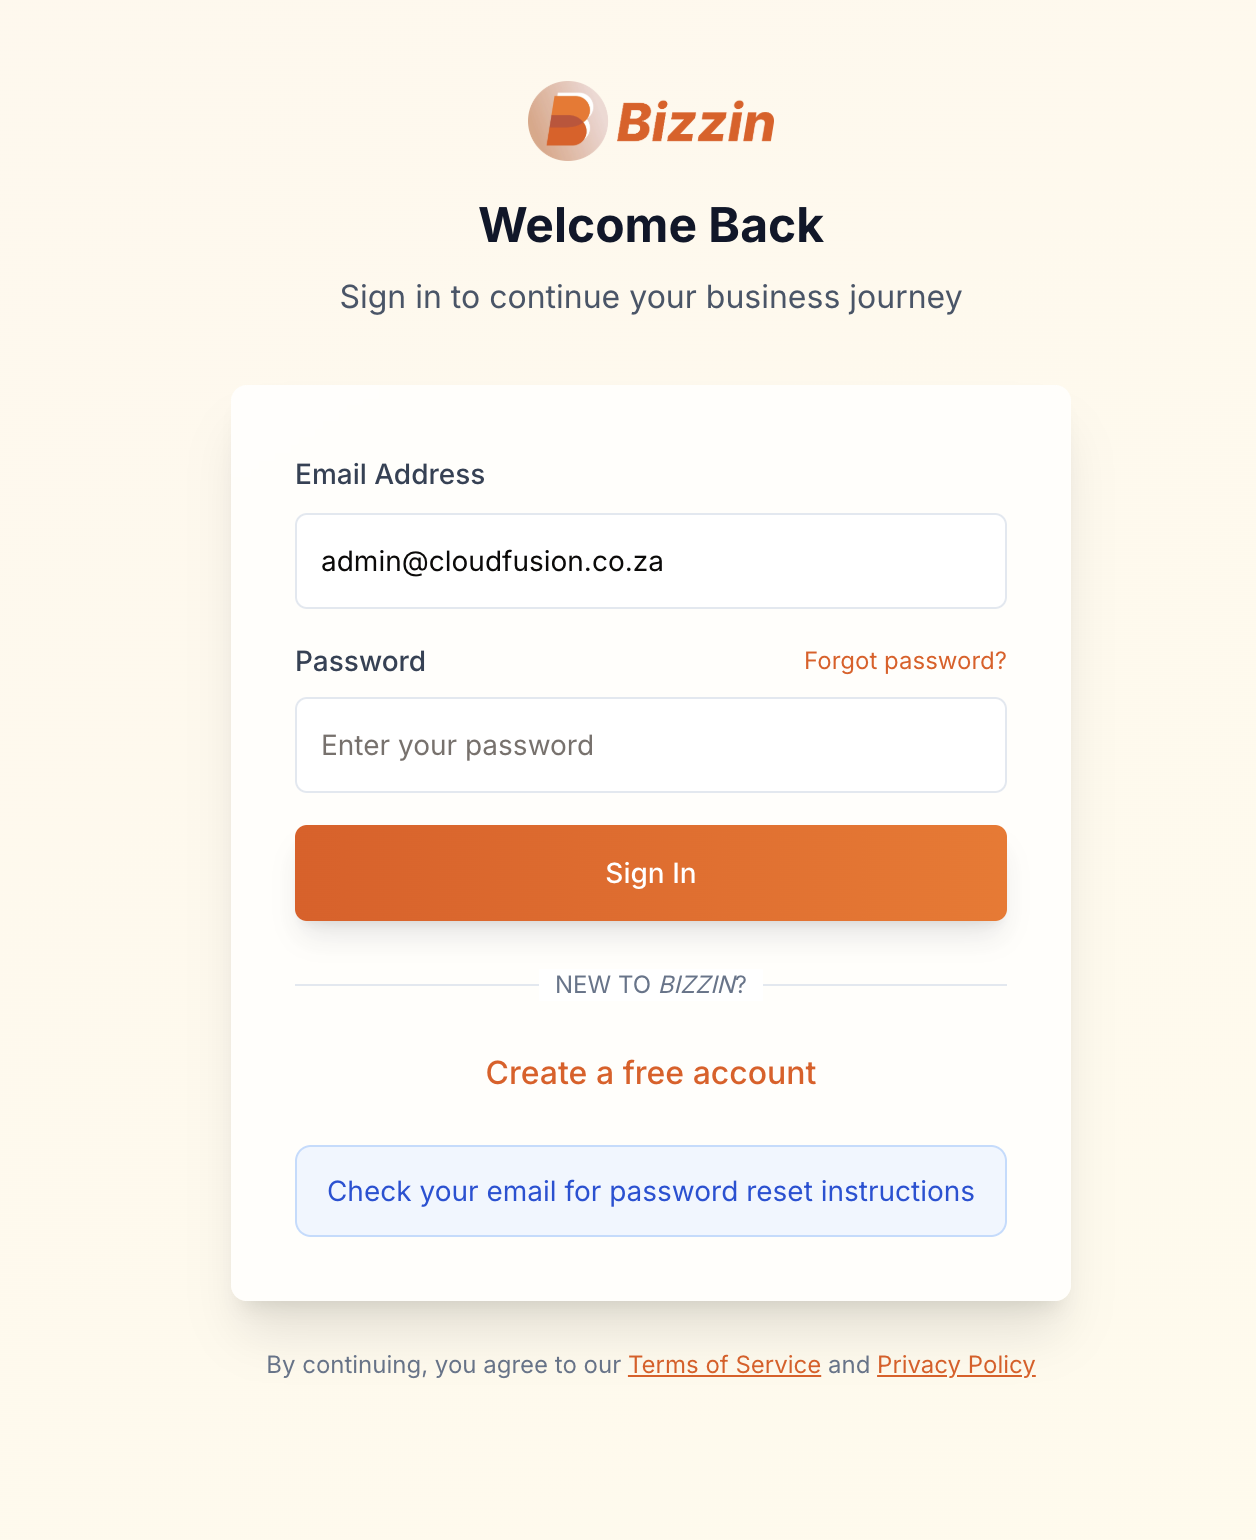 Bizzin
Welcome Back
Sign in to continue your business journey
Email Address
admin@cloudfusion.co.za
Password
Forgot password?
Enter your password
Sign In
NEW TO BIZZIN?
Create a free account
Check your email for password reset instructions
By continuing, you agree to our Terms of Service and Privacy Policy